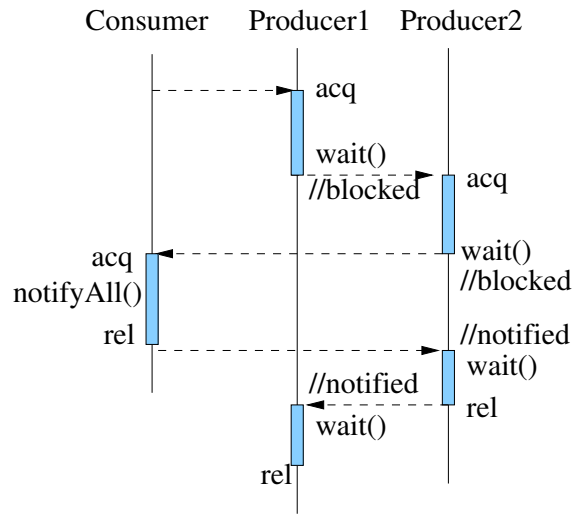 Consumer Producer1 Producer2
acq
wait()
//blocked
acq
acq
wait()
//blocked
notifyAll()
rel
//notified
wait()
//notified
rel
wait()
rel